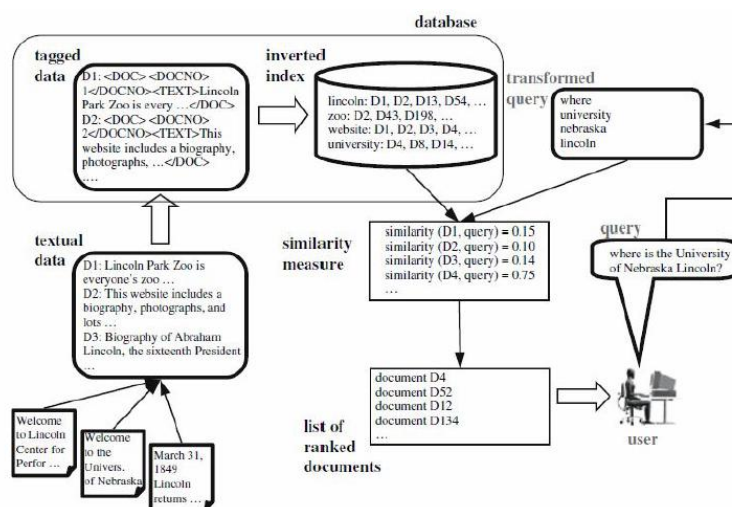 database
tagged
data
D1: <DOC> <DOCNO>
1</DOCNO><TEXT>Lincoln
Park Zoo is every …</DOC>
D2: <DOC> <DOCNO>
2</DOCNO><TEXT>This
website includes a biography,
photographs, …</DOC>
….
inverted
index
lincoln: D1, D2, D13, D54, …
zoo: D2, D43, D198, …
website: D1, D2, D3, D4, …
university: D4, D8, D14, …
transformed
query
where
university
nebraska
lincoln
textual
data
D1: Lincoln Park Zoo is
everyone's zoo …
D2: This website includes a
biography, photographs, and
lots …
D3: Biography of Abraham
Lincoln, the sixteenth President
…
Welcome
to Lincoln
Center for
Perfor …
Welcome
to the
Univers.
of Nebraska
March 31,
1849
Lincoln
returns …
similarity
measure
similarity (D1, query) = 0.15
similarity (D2, query) = 0.10
similarity (D3, query) = 0.14
similarity (D4, query) = 0.75
…
query
where is the University
of Nebraska Lincoln?
list of
ranked
documents
document D4
document D52
document D12
document D134
…
user